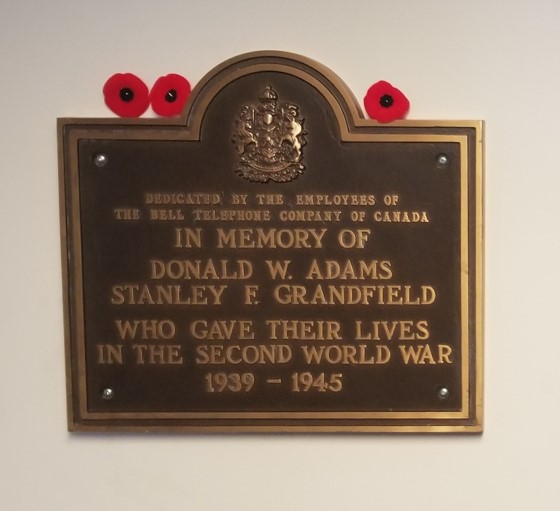 DEDICATED BY THE EMPLOYEES OF
THE BELL TELEPHONE COMPANY OF CANADA
IN MEMORY OF
DONALD W. ADAMS
STANLEY F. GRANDFIELD
WHO GAVE THEIR LIVES
IN THE SECOND WORLD WAR
1939 - 1945